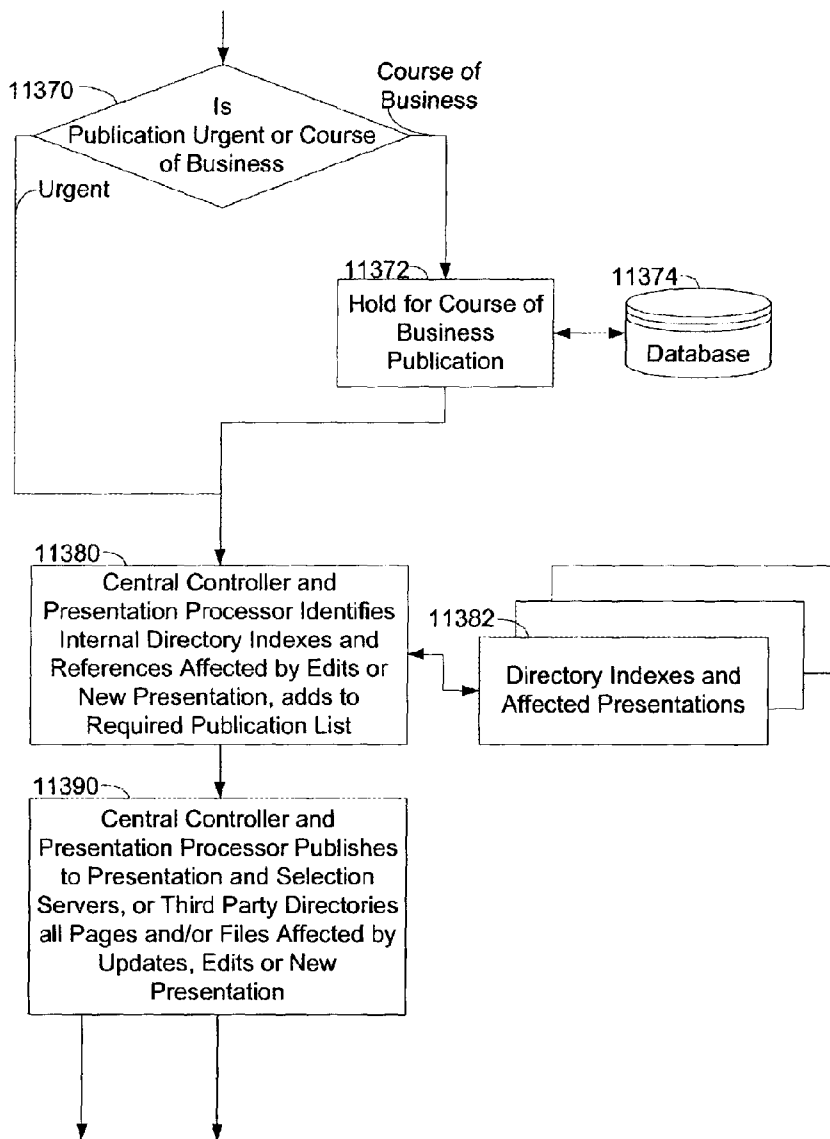 11370
Is
Publication Urgent or Course
of Business
Course of
Business
Urgent
11372
Hold for Course of
Business
Publication
11374
Database
11380
Central Controller and
Presentation Processor Identifies
Internal Directory Indexes and
References Affected by Edits or
New Presentation, adds to
Required Publication List
11382
Directory Indexes and
Affected Presentations
11390
Central Controller and
Presentation Processor Publishes
to Presentation and Selection
Servers, or Third Party Directories
all Pages and/or Files Affected by
Updates, Edits or New
Presentation